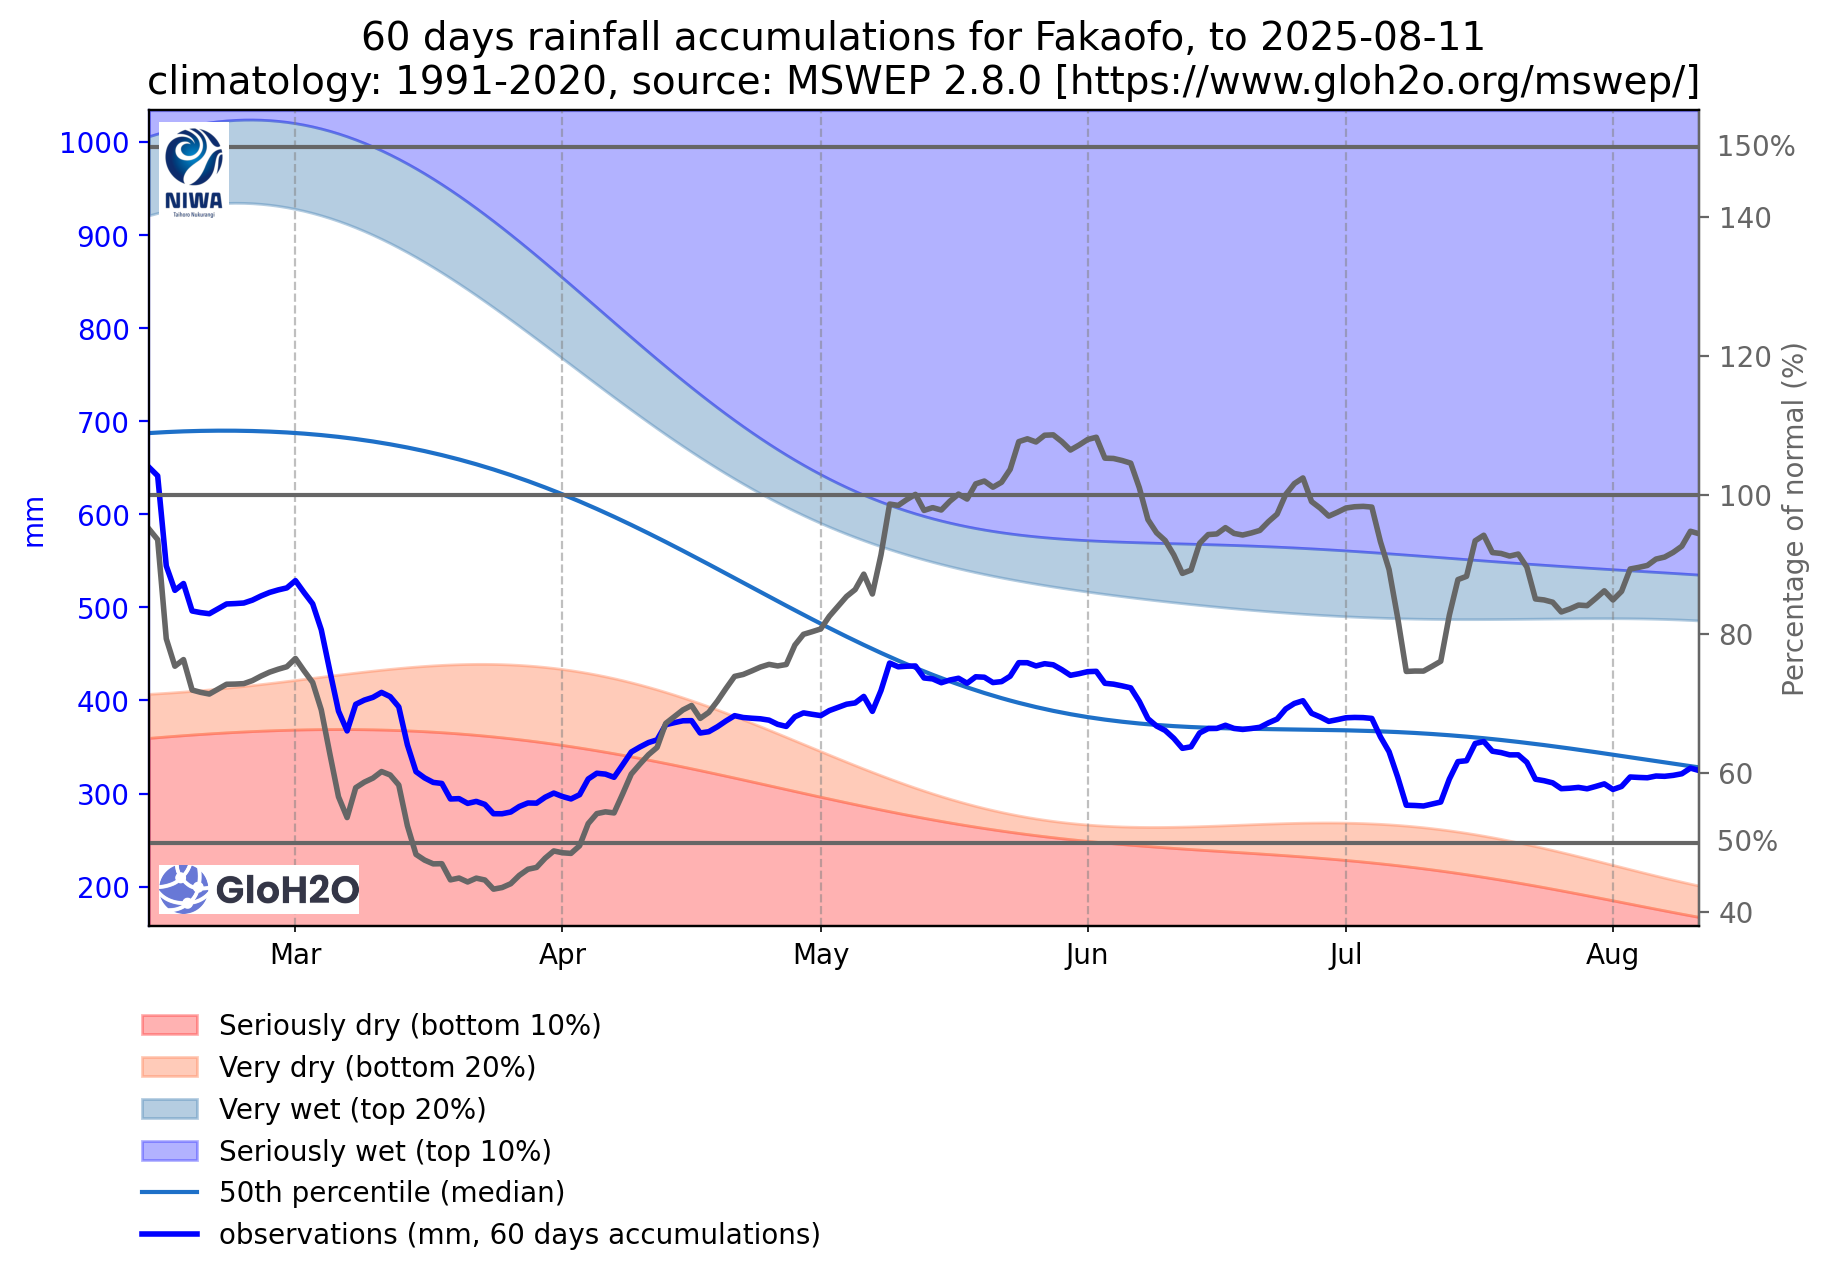 60 days rainfall accumulations for Fakaofo, to 2025-08-11
climatology: 1991-2020, source: MSWEP 2.8.0 [https://www.gloh2o.org/mswep/]
1000
900
800
700
600
500
400
300
200
mm
NIWA
Taihoro Nukurangi
GloH2O
150%
140
120
100
80
60
50%
40
Percentage of normal (%)
Mar
Apr
May
Jun
Jul
Aug
Seriously dry (bottom 10%)
Very dry (bottom 20%)
Very wet (top 20%)
Seriously wet (top 10%)
50th percentile (median)
observations (mm, 60 days accumulations)